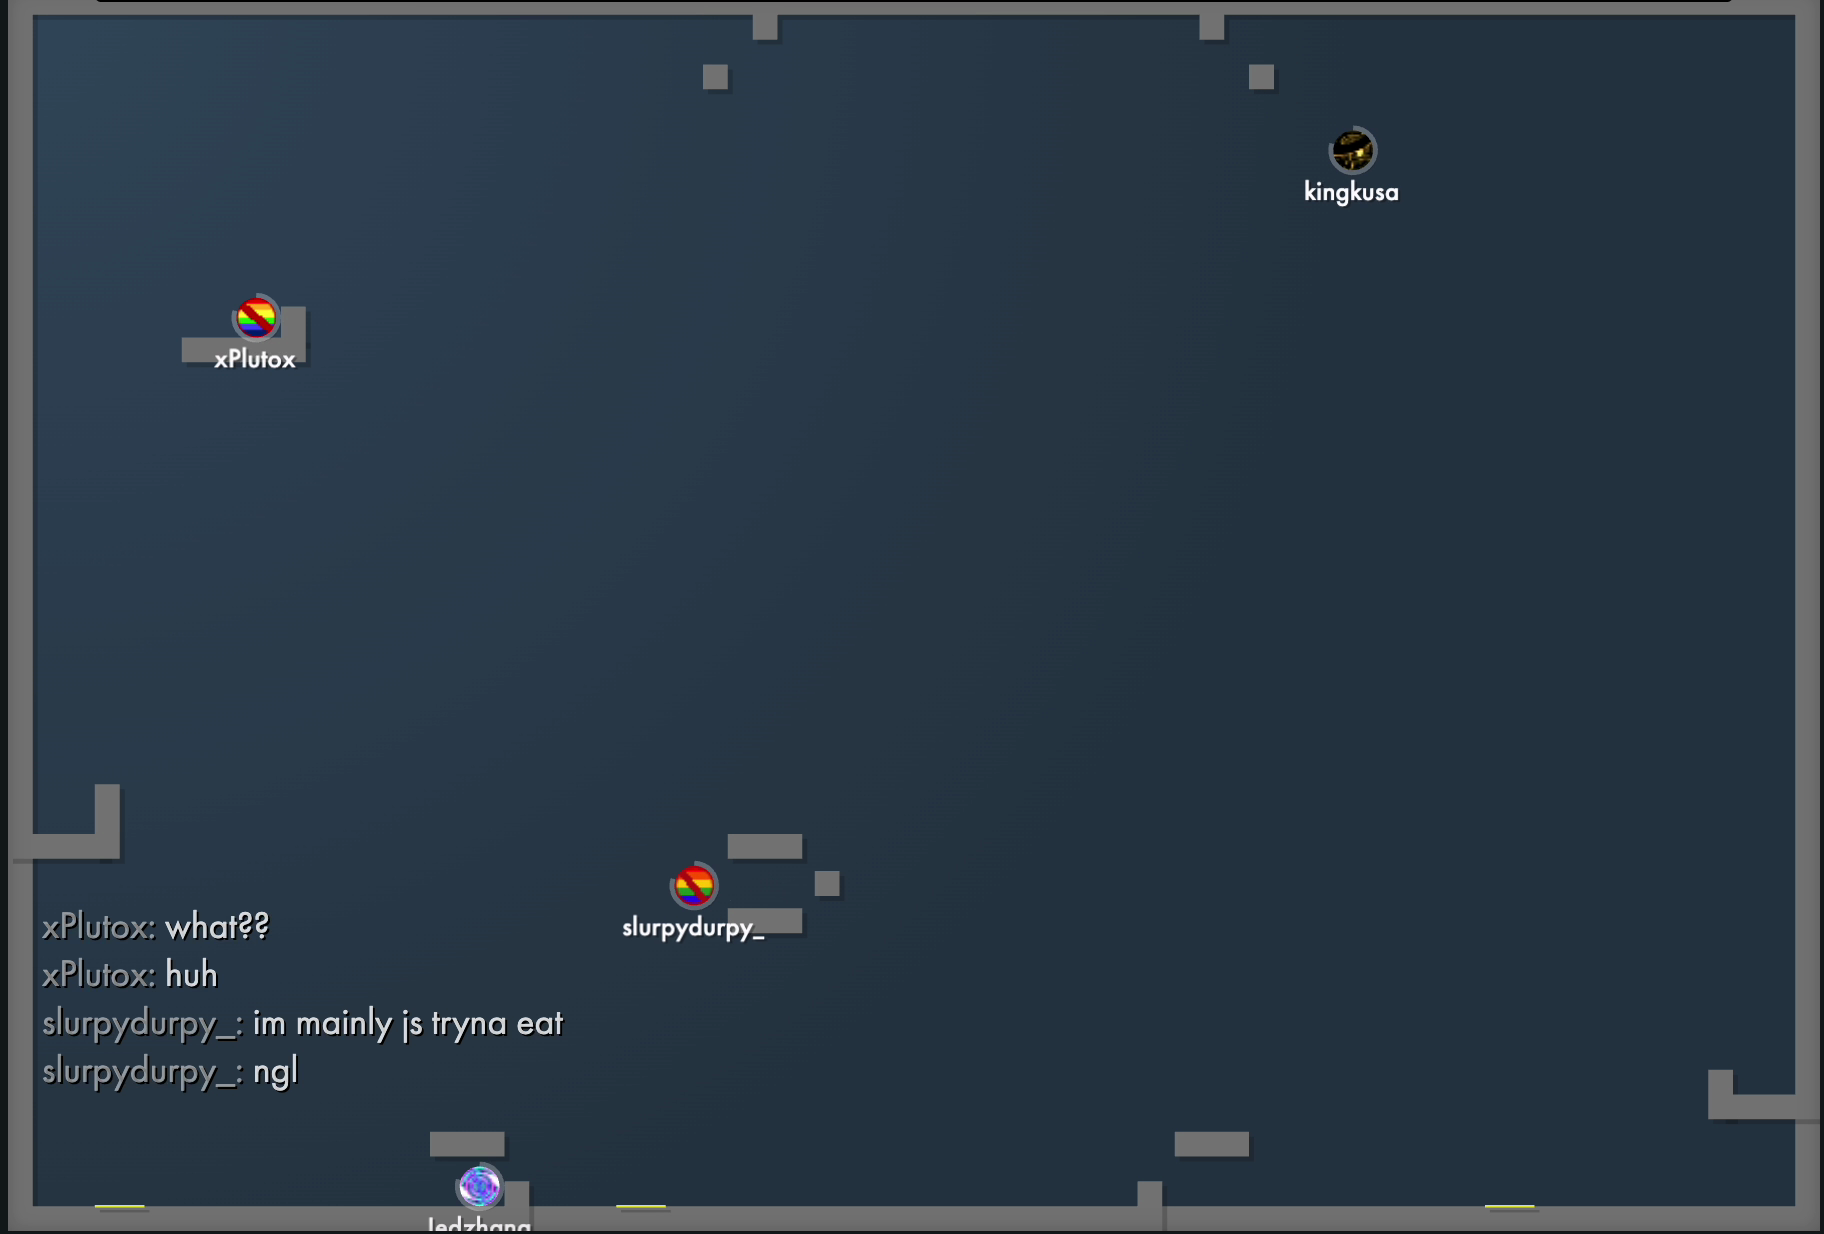 kingkusa
xPlutox
slurpydurpy_
xPlutox: what??
xPlutox: huh
slurpydurpy_: im mainly js tryna eat
slurpydurpy_: ngl